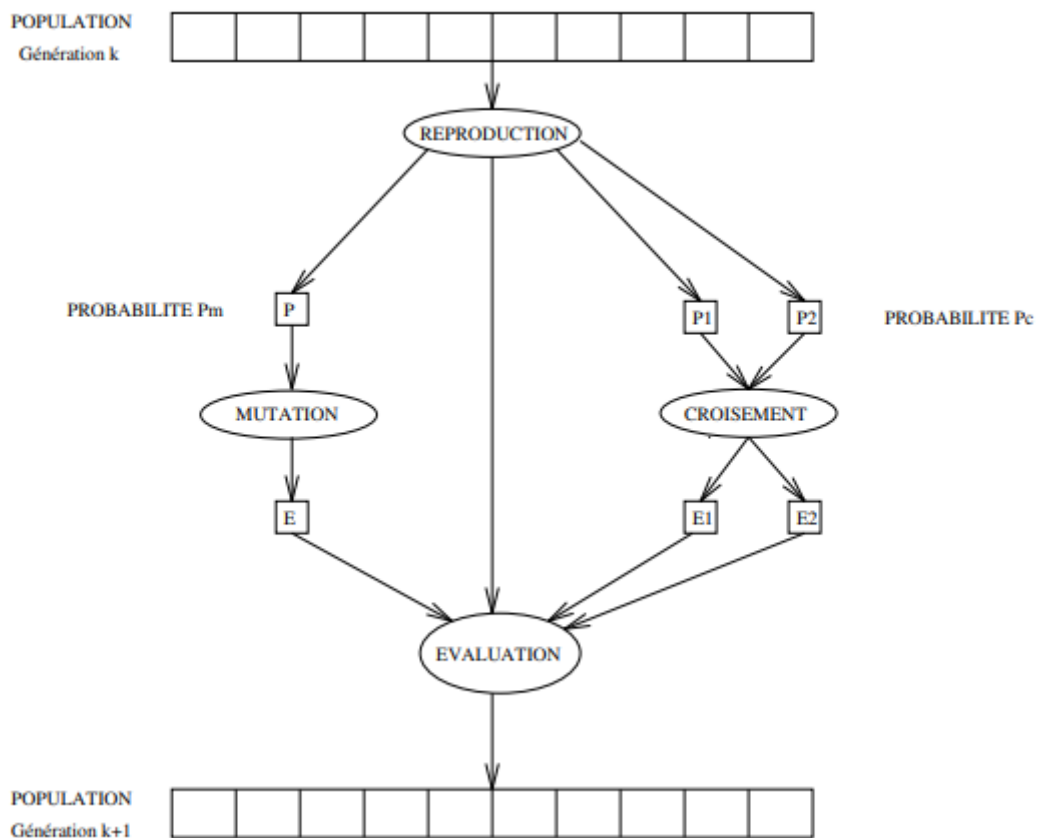 POPULATION
Génération k
REPRODUCTION
PROBABILITE Pm
P
P1
P2
PROBABILITE Pc
MUTATION
CROISEMENT
E
E1
E2
EVALUATION
POPULATION
Génération k+1